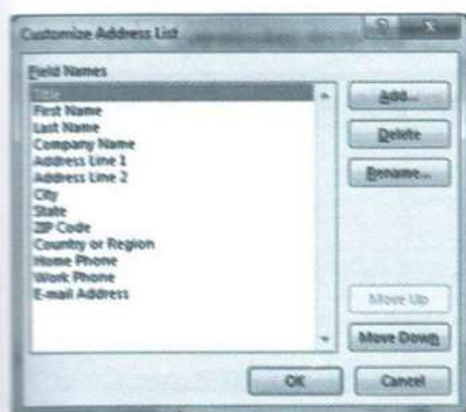 Customize Address List
Field Names
Title
First Name
Last Name
Company Name
Address Line 1
Address Line 2
City
State
ZIP Code
Country or Region
Home Phone
Work Phone
E-mail Address
Add...
Delete
Rename...
Move Up
Move Down
OK
Cancel